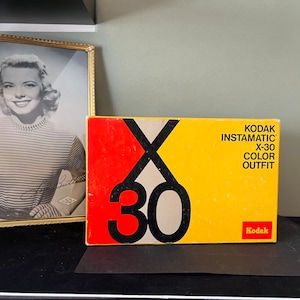 X
30
KODAK
INSTAMATIC
X-30
COLOR
OUTFIT
Kodak